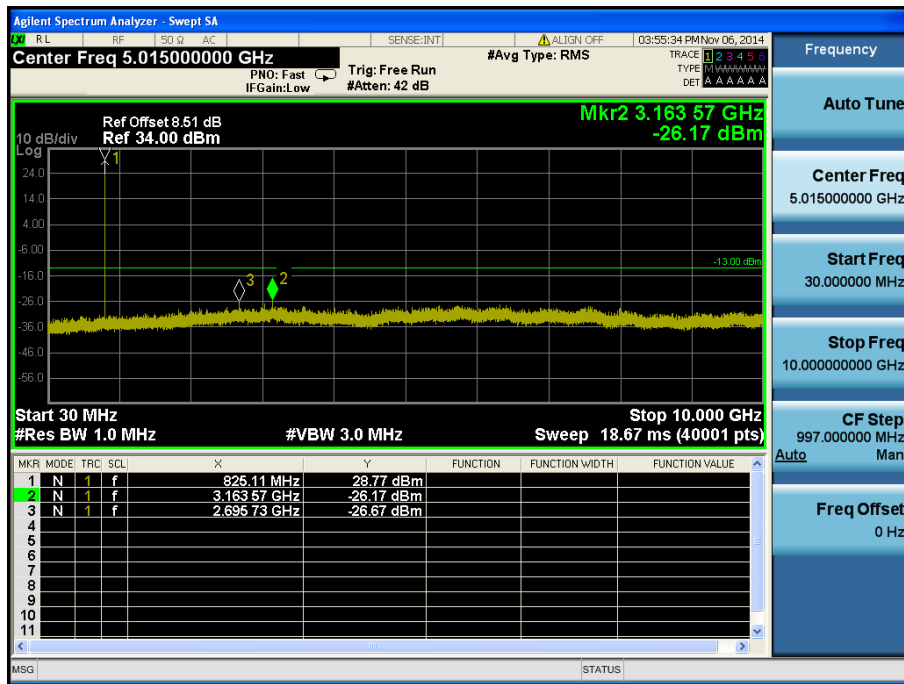 Agilent Spectrum Analyzer - Swept SA
LXI RL RF 50 Ω AC SENSE:INT ALIGN OFF 03:55:34 PM Nov 06, 2014
Center Freq 5.015000000 GHz #Avg Type: RMS TRACE 1 2 3 4 5 6
PNO: Fast Trig: Free Run TYPE M WWWWW
IFGain:Low #Atten: 42 dB DET A A A A A A
Mkr2 3.163 57 GHz
Ref Offset 8.51 dB
10 dB/div Ref 34.00 dBm -26.17 dBm
Log
1
24.0
14.0
4.00
-6.00
-13.00 dBm
-16.0
3 2
-26.0
-36.0
-46.0
-56.0
Start 30 MHz Stop 10.000 GHz
#Res BW 1.0 MHz #VBW 3.0 MHz Sweep 18.67 ms (40001 pts)
MKR MODE TRC SCL X Y FUNCTION FUNCTION WIDTH FUNCTION VALUE
1 N 1 f 825.11 MHz 28.77 dBm
2 N 1 f 3.163 57 GHz -26.17 dBm
3 N 1 f 2.695 73 GHz -26.67 dBm
4
5
6
7
8
9
10
11
MSG STATUS
Frequency
Auto Tune
Center Freq
5.015000000 GHz
Start Freq
30.000000 MHz
Stop Freq
10.000000000 GHz
CF Step
997.000000 MHz
Auto Man
Freq Offset
0 Hz